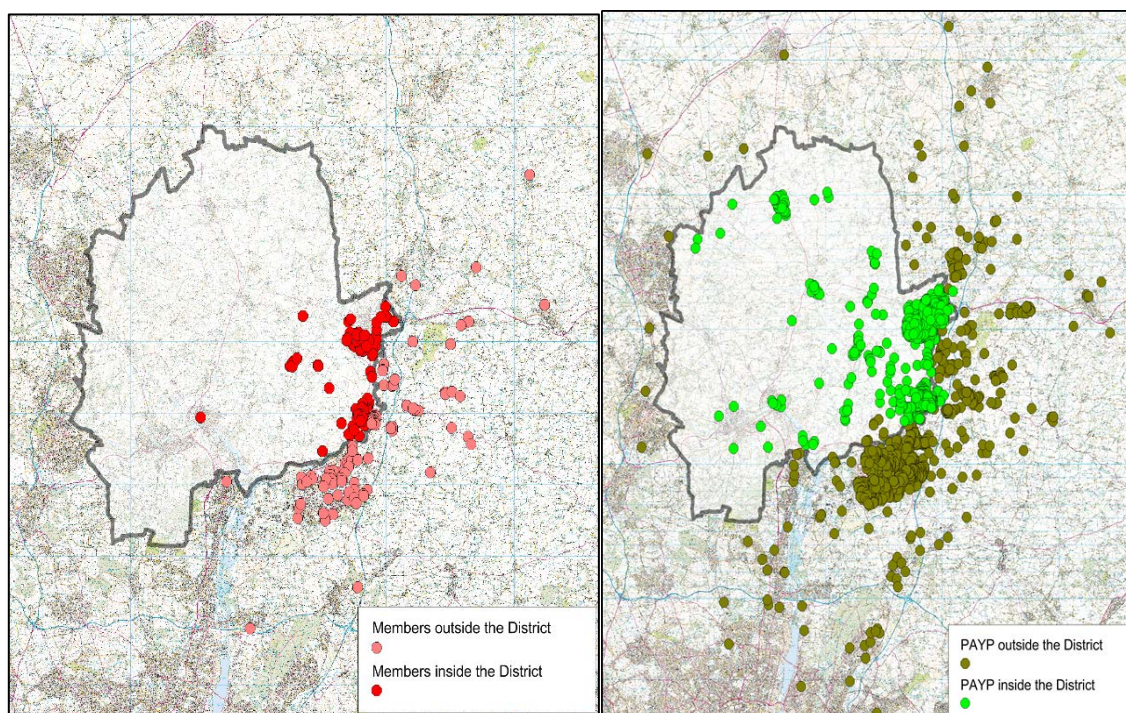 Members outside the District
Members inside the District
PAYP outside the District
PAYP inside the District